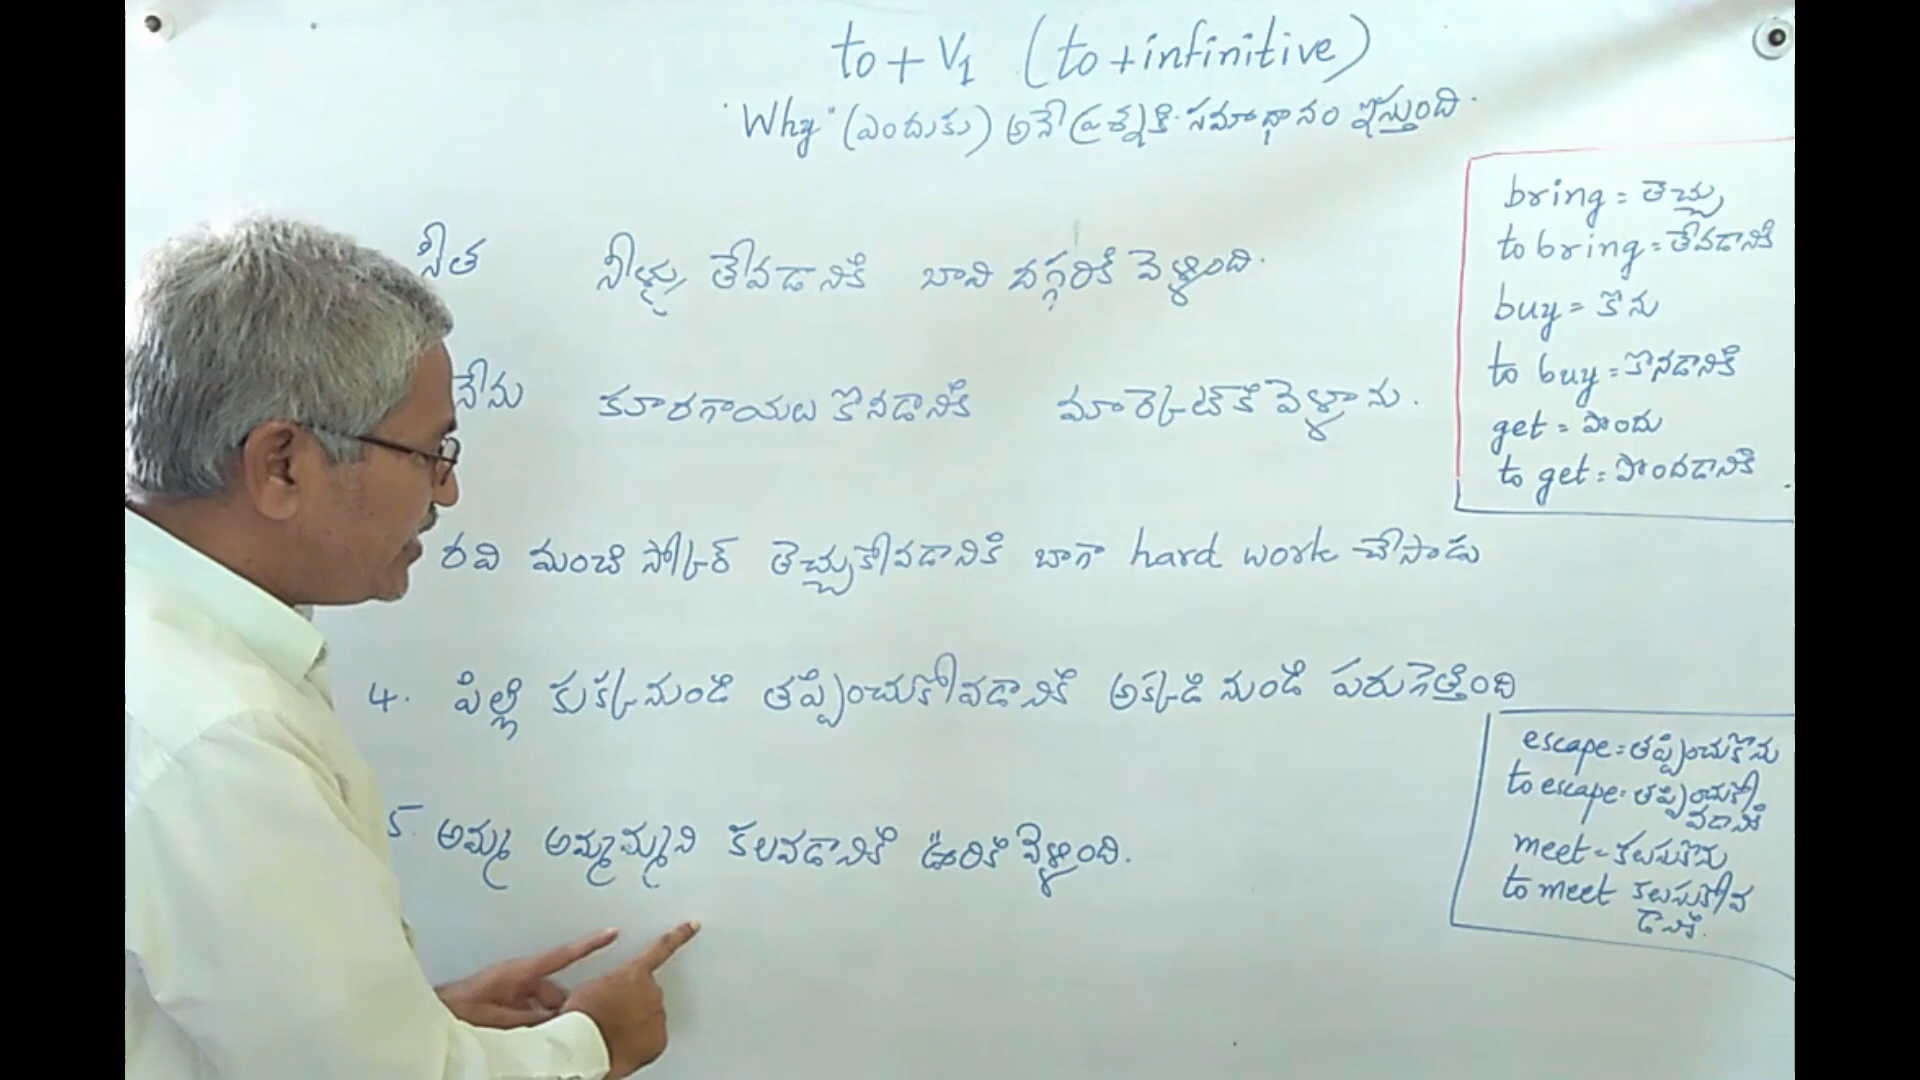 to + V1 (to + infinitive)
"Why" (ఎందుకు) అనే ప్రశ్నకి సమాధానం ఇస్తుంది.
సీత నీళ్ళు తేవడానికి బావి దగ్గరికి వెళ్ళింది.
నేను కూరగాయలు కొనడానికి మార్కెట్‌కి వెళ్ళాను.
రవి మంచి స్కోర్ తెచ్చుకోవడానికి బాగా hard work చేసాడు
4. పిల్లి కుక్క నుండి తప్పించుకోవడానికి అక్కడి నుండి పరుగెత్తింది
5. అమ్మ అమ్మమ్మని కలవడానికి ఊరికి వెళ్ళింది.
bring = తెచ్చు
to bring = తేవడానికి
buy = కొను
to buy = కొనడానికి
get = పొందు
to get = పొందడానికి
escape = తప్పించుకొను
to escape = తప్పించుకో
వడానికి
meet = కలుసుకొను
to meet కలుసుకోవ
డానికి.